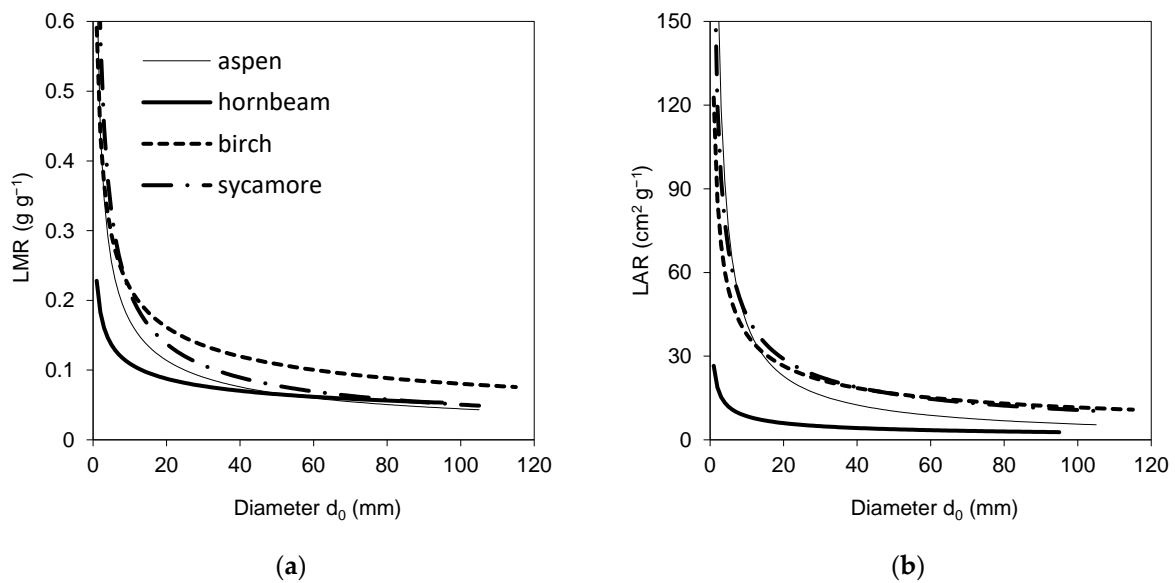 0.6
0.5
0.4
0.3
0.2
0.1
0
LMR (g g⁻¹)
aspen
hornbeam
birch
sycamore
0 20 40 60 80 100 120
Diameter d₀ (mm)
(a)
150
120
90
60
30
0
LAR (cm² g⁻¹)
0 20 40 60 80 100 120
Diameter d₀ (mm)
(b)